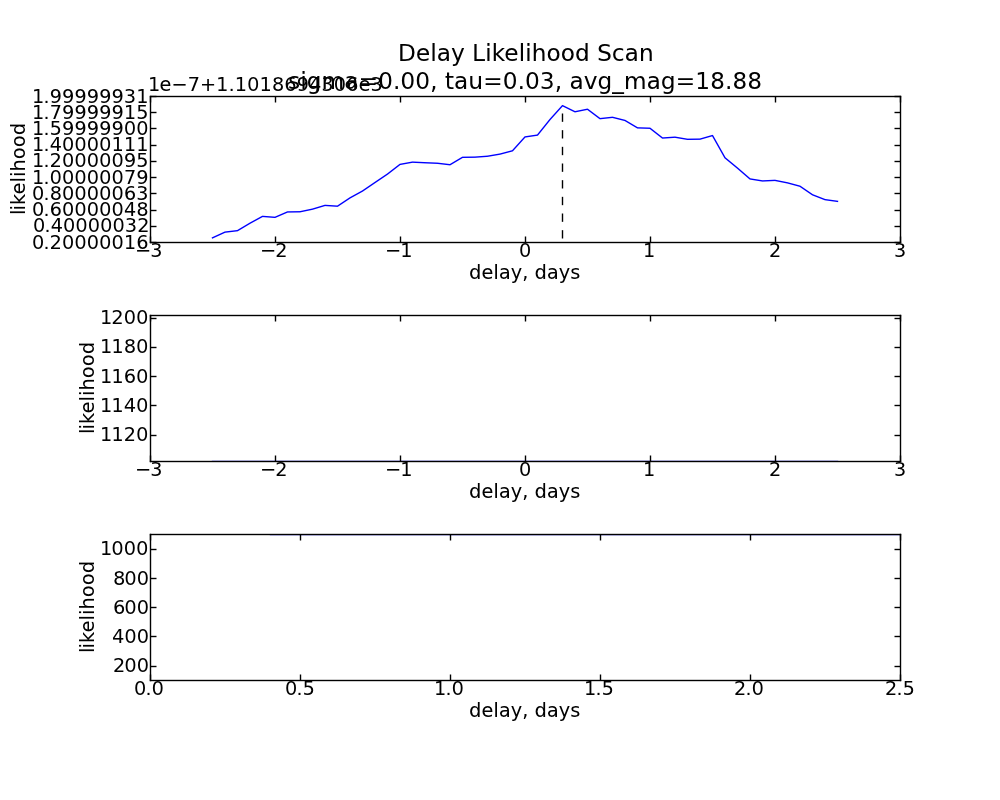 Delay Likelihood Scan
sigma=0.00, tau=0.03, avg_mag=18.88
1e−7+1.1018694306e3
1.99999931
1.79999915
1.59999900
1.40000111
1.20000095
1.00000079
0.80000063
0.60000048
0.40000032
0.20000016
likelihood
−3 −2 −1 0 1 2 3
delay, days
1200
1180
1160
1140
1120
likelihood
−3 −2 −1 0 1 2 3
delay, days
1000
800
600
400
200
likelihood
0.0 0.5 1.0 1.5 2.0 2.5
delay, days